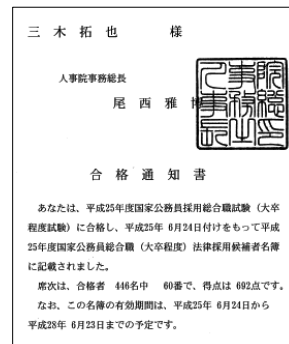 三木拓也　様
人事院事務総長
尾西雅博
合格通知書
あなたは、平成25年度国家公務員採用総合職試験（大卒
程度試験）に合格し、平成25年 6月24日付けをもって平成
25年度国家公務員総合職（大卒程度）法律採用候補者名簿
に記載されました。
席次は、合格者　446名中　60番で、得点は 692点です。
なお、この名簿の有効期間は、平成25年 6月24日から
平成28年 6月23日までの予定です。